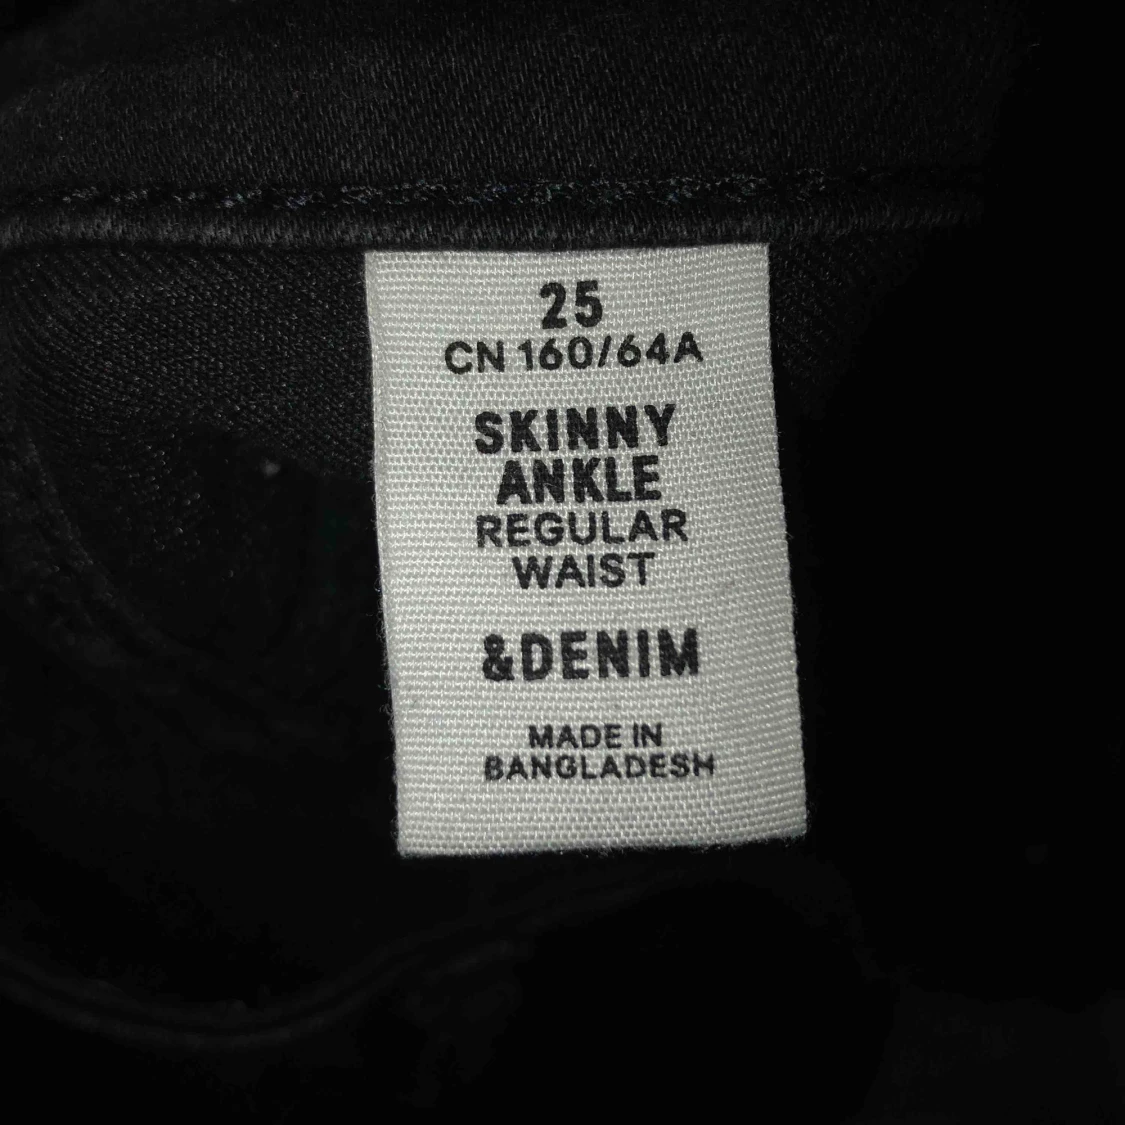 25
CN 160/64A
SKINNY
ANKLE
REGULAR
WAIST
&DENIM
MADE IN
BANGLADESH